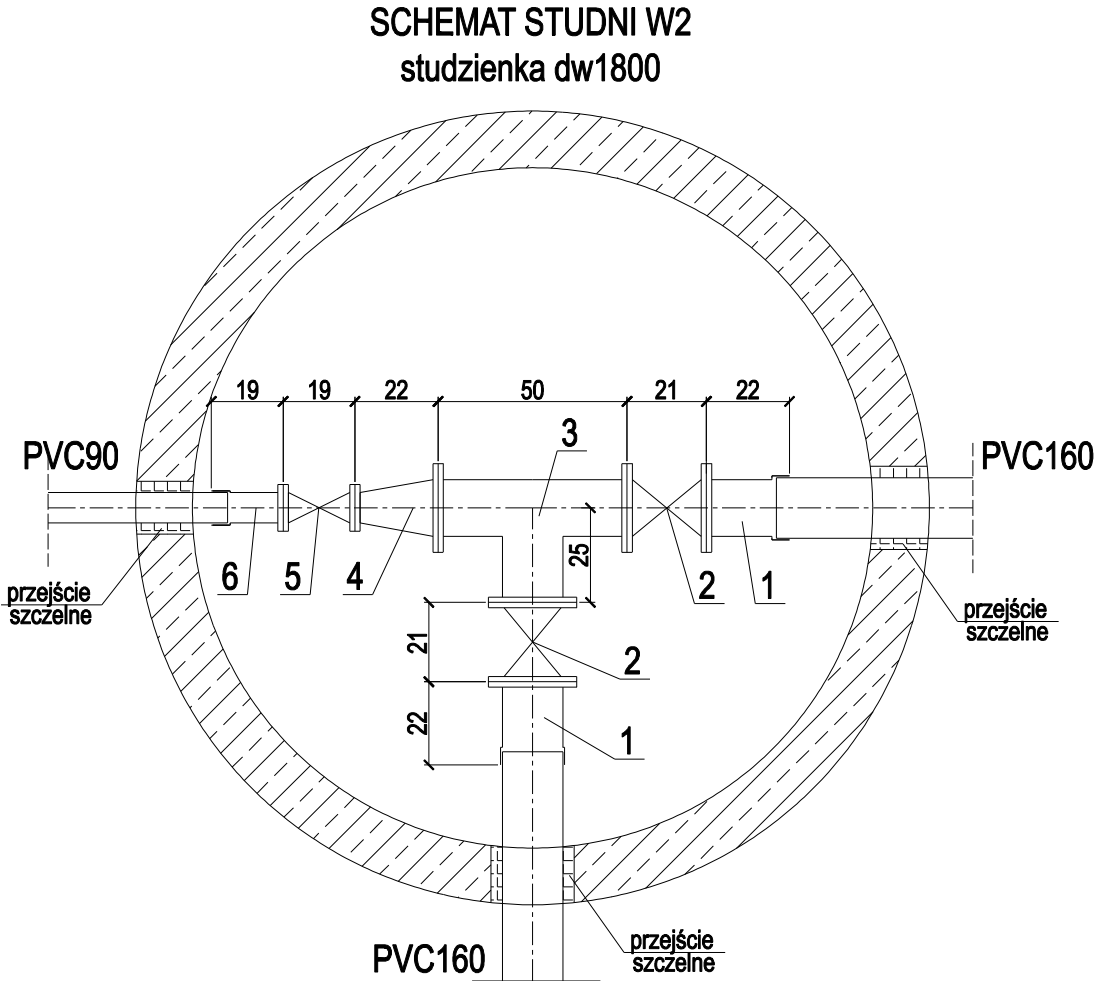 SCHEMAT STUDNI W2
studzienka dw1800
19
19
22
50
21
22
PVC90
3
PVC160
25
6
5
4
2
1
przejście
szczelne
przejście
szczelne
21
2
22
1
PVC160
przejście
szczelne